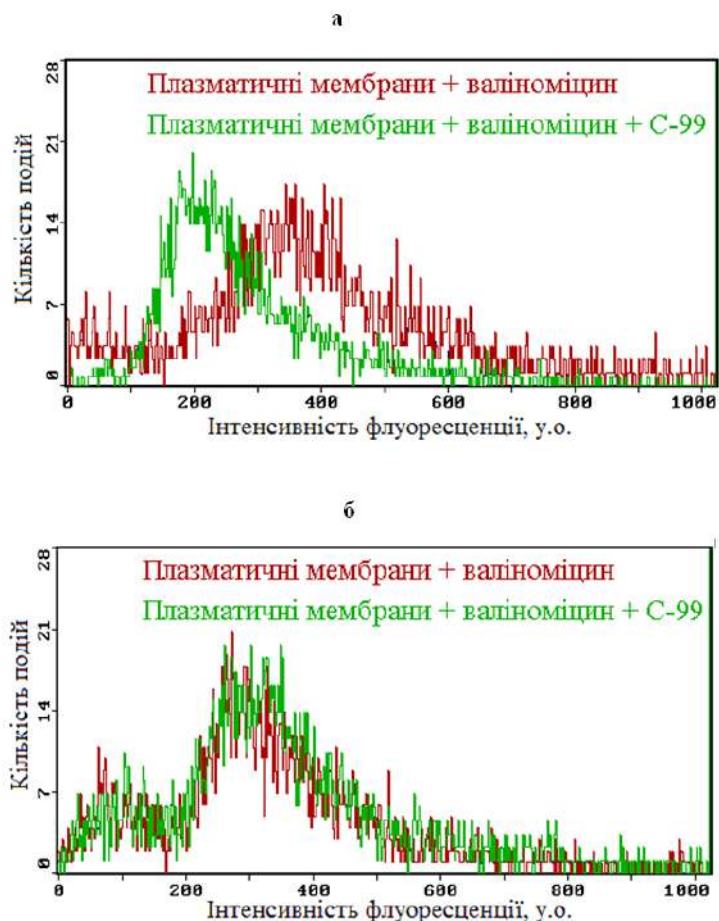 а
28
Плазматичні мембрани + валіноміцин
Плазматичні мембрани + валіноміцин + С-99
21
14
7
0
Кількість подій
0 200 400 600 800 1000
Інтенсивність флуоресценції, у.о.
б
28
Плазматичні мембрани + валіноміцин
Плазматичні мембрани + валіноміцин + С-99
21
14
7
0
Кількість подій
0 200 400 600 800 1000
Інтенсивність флуоресценції, у.о.